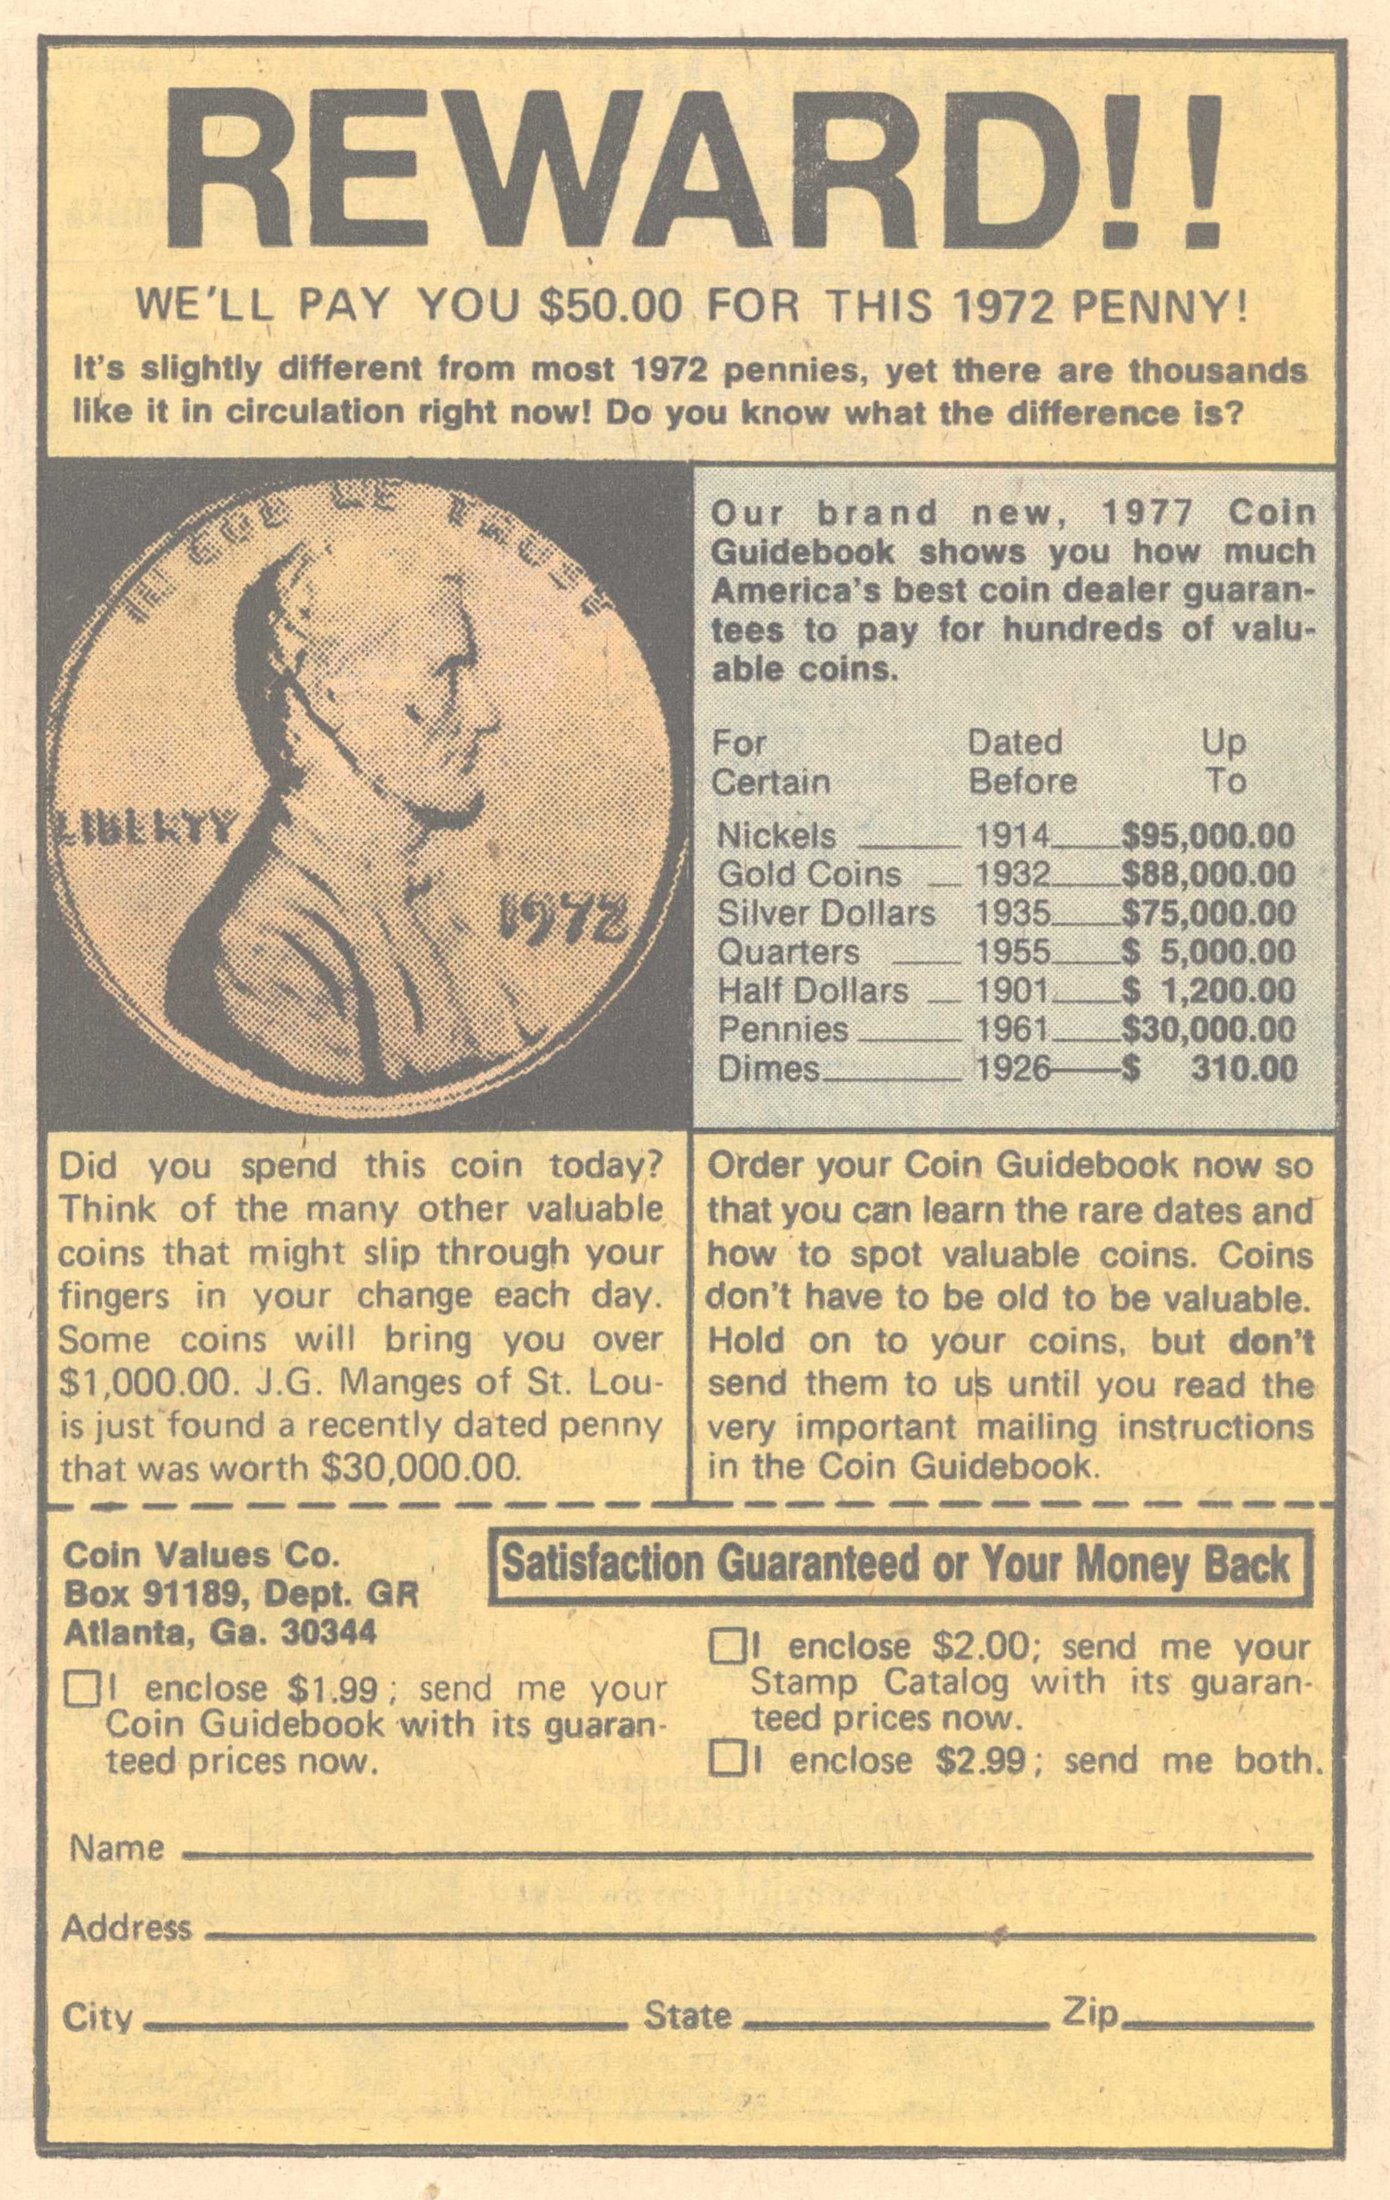 REWARD!!
WE'LL PAY YOU $50.00 FOR THIS 1972 PENNY!
It's slightly different from most 1972 pennies, yet there are thousands
like it in circulation right now! Do you know what the difference is?
IN GOD WE TRUST
LIBERTY
1972
Our brand new, 1977 Coin
Guidebook shows you how much
America's best coin dealer guaran-
tees to pay for hundreds of valu-
able coins.
For Dated Up
Certain Before To
Nickels 1914 $95,000.00
Gold Coins 1932 $88,000.00
Silver Dollars 1935 $75,000.00
Quarters 1955 $ 5,000.00
Half Dollars 1901 $ 1,200.00
Pennies 1961 $30,000.00
Dimes 1926 $ 310.00
Did you spend this coin today?
Think of the many other valuable
coins that might slip through your
fingers in your change each day.
Some coins will bring you over
$1,000.00. J.G. Manges of St. Lou-
is just found a recently dated penny
that was worth $30,000.00.
Order your Coin Guidebook now so
that you can learn the rare dates and
how to spot valuable coins. Coins
don't have to be old to be valuable.
Hold on to your coins, but don't
send them to us until you read the
very important mailing instructions
in the Coin Guidebook.
Coin Values Co.
Box 91189, Dept. GR
Atlanta, Ga. 30344
I enclose $1.99; send me your
Coin Guidebook with its guaran-
teed prices now.
Satisfaction Guaranteed or Your Money Back
I enclose $2.00; send me your
Stamp Catalog with its guaran-
teed prices now.
I enclose $2.99; send me both.
Name
Address
City State Zip